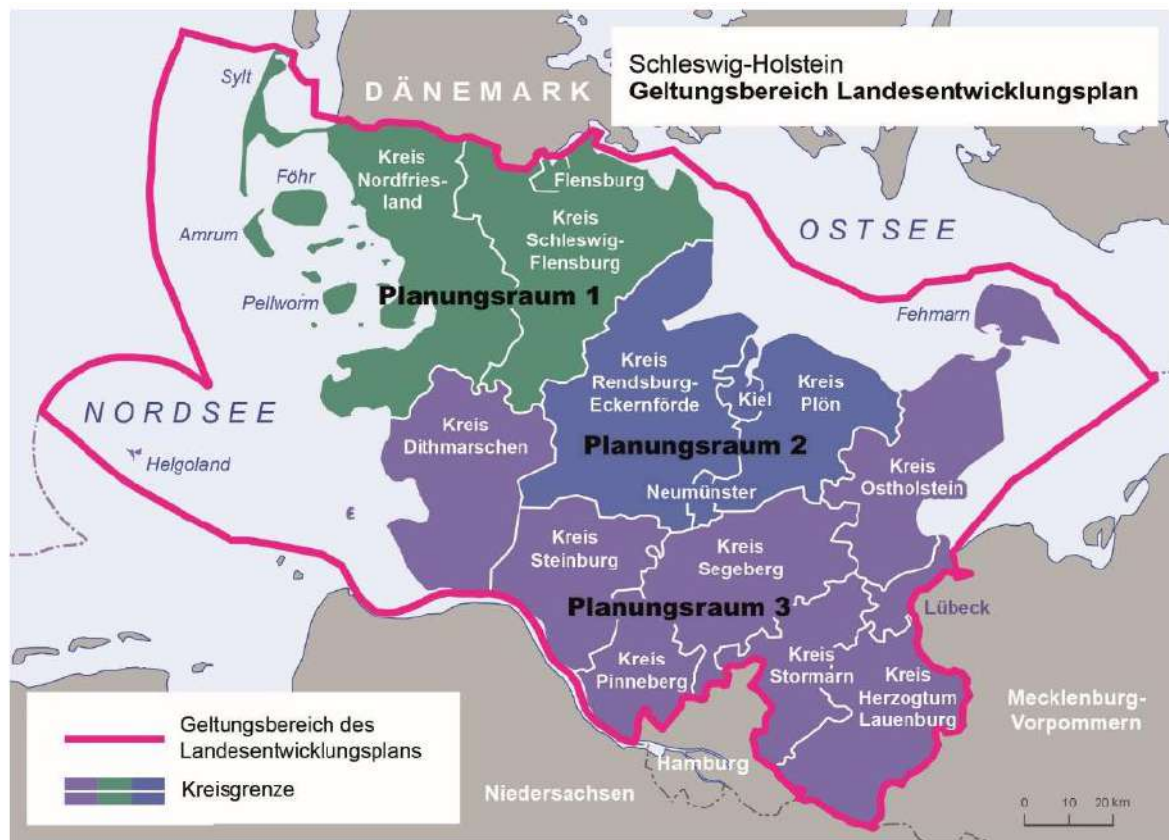 Schleswig-Holstein
Geltungsbereich Landesentwicklungsplan
DÄNEMARK
Sylt
Föhr
Amrum
Pellworm
Kreis
Nordfries-
land
Flensburg
Kreis
Schleswig-
Flensburg
Planungsraum 1
OSTSEE
Fehmarn
NORDSEE
Helgoland
Kreis
Dithmarschen
Kreis
Rendsburg-
Eckernförde
Kiel
Kreis
Plön
Planungsraum 2
Neumünster
Kreis
Ostholstein
Kreis
Steinburg
Kreis
Segeberg
Planungsraum 3
Lübeck
Kreis
Pinneberg
Kreis
Stormarn
Kreis
Herzogtum
Lauenburg
Mecklenburg-
Vorpommern
Hamburg
Niedersachsen
Geltungsbereich des
Landesentwicklungsplans
Kreisgrenze
0 10 20 km